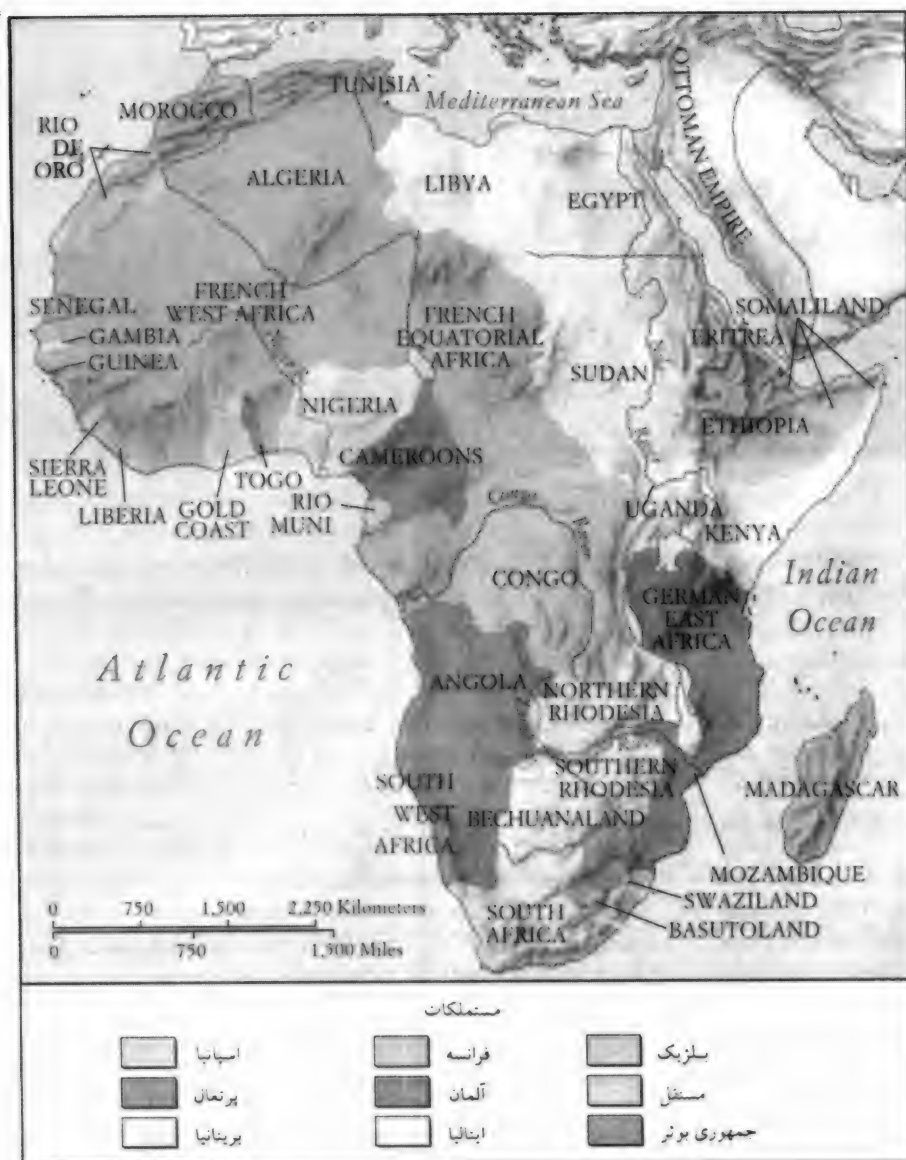 TUNISIA
Mediterranean Sea
MOROCCO
RIO
DE
ORO
ALGERIA
LIBYA
EGYPT
OTTOMAN EMPIRE
SENEGAL
GAMBIA
GUINEA
FRENCH
WEST AFRICA
FRENCH
EQUATORIAL
AFRICA
SOMALILAND
ERITREA
SUDAN
NIGERIA
ETHIOPIA
SIERRA
LEONE
LIBERIA
GOLD
COAST
TOGO
CAMEROONS
RIO
MUNI
Congo
River
UGANDA
KENYA
CONGO
Indian
Ocean
GERMAN
EAST
AFRICA
Atlantic
Ocean
ANGOLA
NORTHERN
RHODESIA
SOUTHERN
RHODESIA
SOUTH
WEST
AFRICA
BECHUANALAND
MADAGASCAR
MOZAMBIQUE
SWAZILAND
BASUTOLAND
SOUTH
AFRICA
0 750 1,500 2,250 Kilometers
0 750 1,500 Miles
مستملکات
بلژیک
فرانسه
اسپانیا
مستقل
آلمان
پرتغال
جمهوری بوئر
ایتالیا
بریتانیا